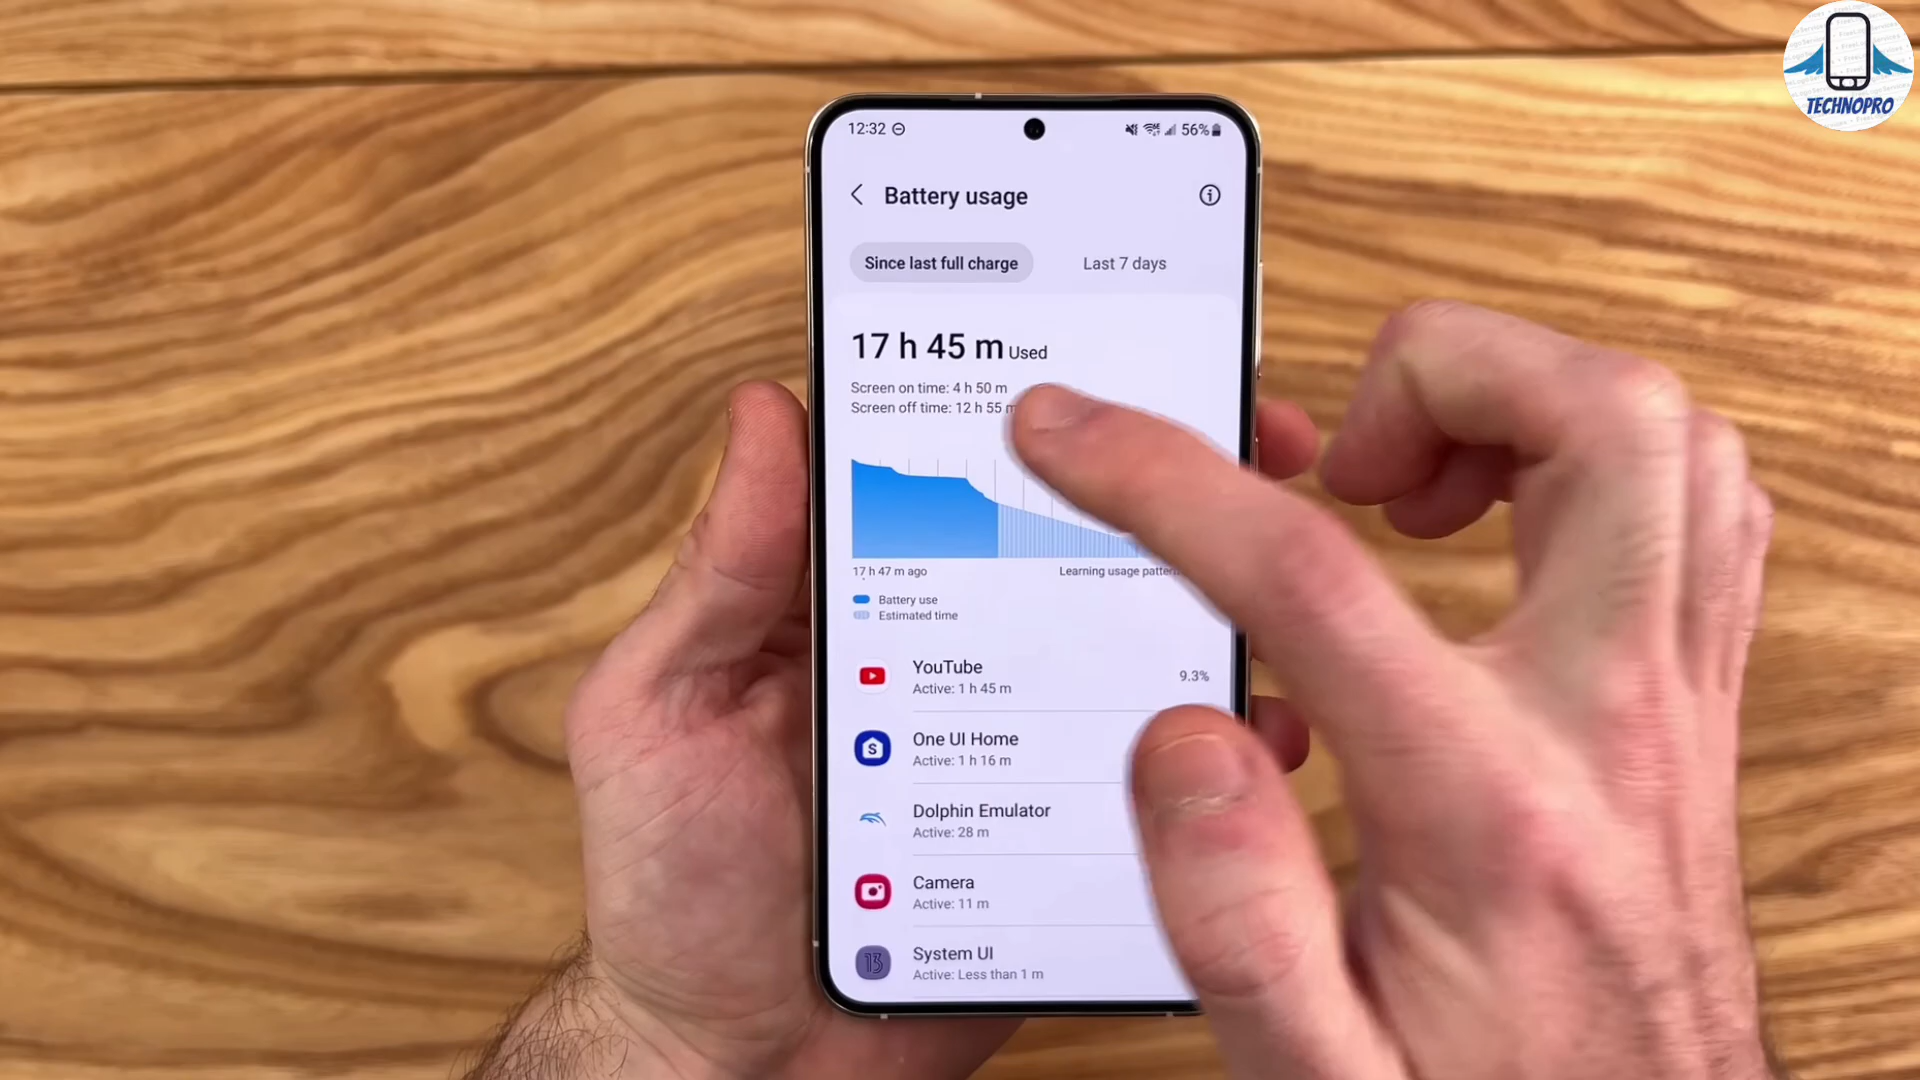 TECHNOPRO
12:32
56%
Battery usage
Since last full charge
Last 7 days
17 h 45 m Used
Screen on time: 4 h 50 m
Screen off time: 12 h 55 m
17 h 47 m ago
Learning usage
Battery use
Estimated time
YouTube
9.3%
Active: 1 h 45 m
One UI Home
Active: 1 h 16 m
Dolphin Emulator
Active: 28 m
Camera
Active: 11 m
System UI
Active: Less than 1 m